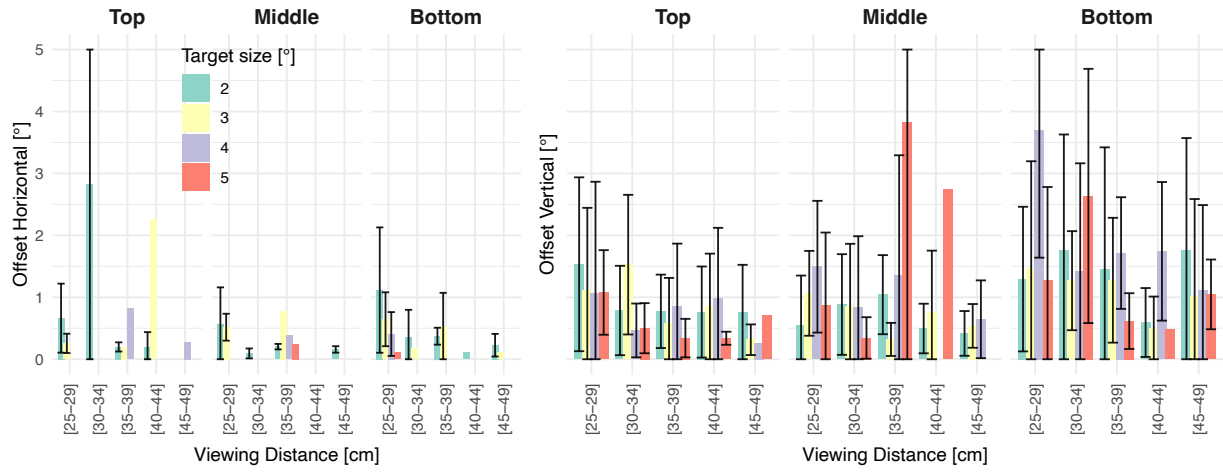 Top Middle Bottom
Target size [°]
2
3
4
5
Offset Horizontal [°]
5
4
3
2
1
0
[25–29] [30–34] [35–39] [40–44] [45–49] [25–29] [30–34] [35–39] [40–44] [45–49] [25–29] [30–34] [35–39] [40–44] [45–49]
Viewing Distance [cm]
Top Middle Bottom
Offset Vertical [°]
[25–29] [30–34] [35–39] [40–44] [45–49] [25–29] [30–34] [35–39] [40–44] [45–49] [25–29] [30–34] [35–39] [40–44] [45–49]
Viewing Distance [cm]